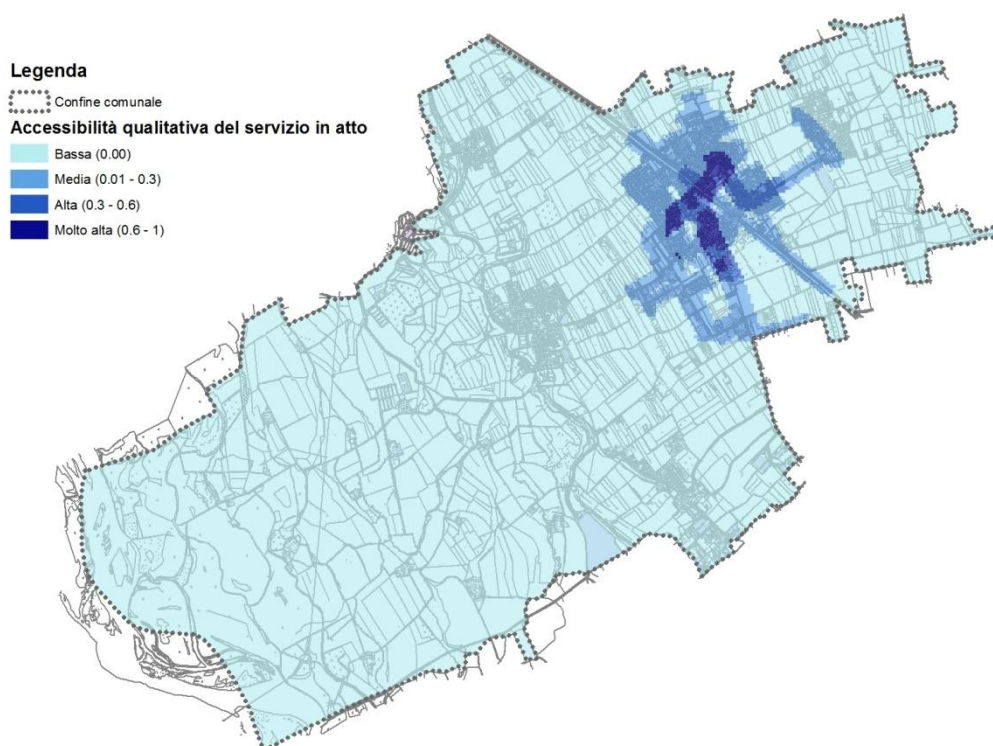 Legenda
Confine comunale
Accessibilità qualitativa del servizio in atto
Bassa (0.00)
Media (0.01 - 0.3)
Alta (0.3 - 0.6)
Molto alta (0.6 - 1)